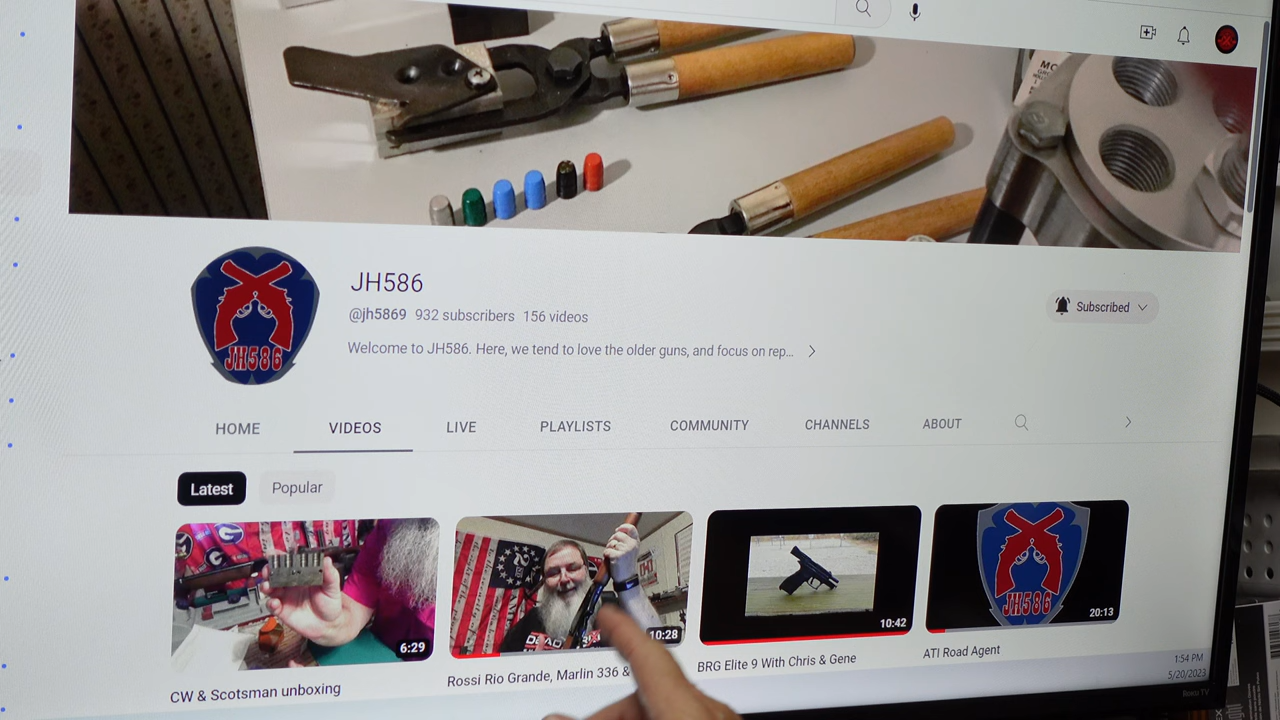 JH586
@jh5869 932 subscribers 156 videos
Welcome to JH586. Here, we tend to love the older guns, and focus on rep...
Subscribed
JH586
HOME VIDEOS LIVE PLAYLISTS COMMUNITY CHANNELS ABOUT
Latest Popular
6:29
10:28
10:42
JH586
20:13
CW & Scotsman unboxing
Rossi Rio Grande, Marlin 336 &
BRG Elite 9 With Chris & Gene
ATI Road Agent
1:54 PM
5/20/2023
Roku TV